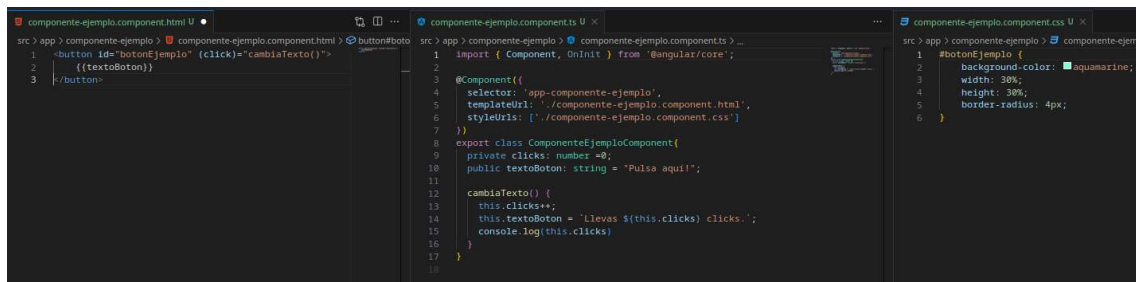 componente-ejemplo.component.html U
src > app > componente-ejemplo > componente-ejemplo.component.html > button#boto
1 <button id="botonEjemplo" (click)="cambiaTexto()">
2 {{textoBoton}}
3 </button>
componente-ejemplo.component.ts U
src > app > componente-ejemplo > componente-ejemplo.component.ts > ...
1 import { Component, OnInit } from '@angular/core';
2
3 @Component({
4 selector: 'app-componente-ejemplo',
5 templateUrl: './componente-ejemplo.component.html',
6 styleUrls: ['./componente-ejemplo.component.css']
7 })
8 export class ComponenteEjemploComponent{
9 private clicks: number =0;
10 public textoBoton: string = "Pulsa aquí!";
11
12 cambiaTexto() {
13 this.clicks++;
14 this.textoBoton = `Llevas ${this.clicks} clicks.`;
15 console.log(this.clicks)
16 }
17 }
18
componente-ejemplo.component.css U
src > app > componente-ejemplo > componente-ejem
1 #botonEjemplo {
2 background-color: aquamarine;
3 width: 30%;
4 height: 30%;
5 border-radius: 4px;
6 }